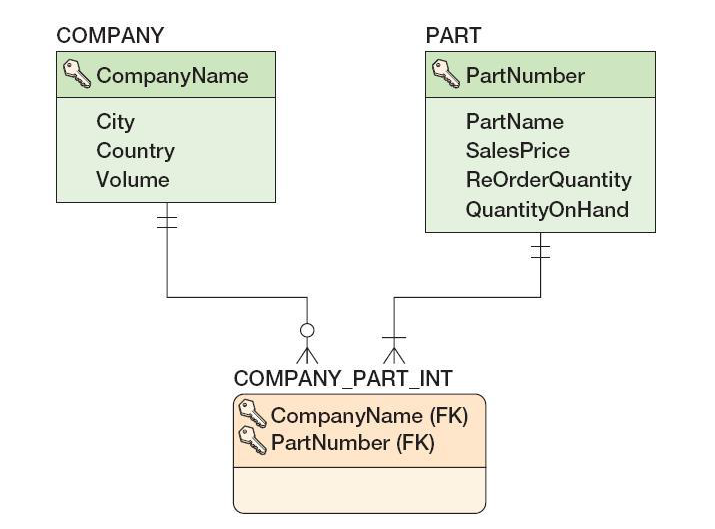 COMPANY
CompanyName
City
Country
Volume
PART
PartNumber
PartName
SalesPrice
ReOrderQuantity
QuantityOnHand
COMPANY_PART_INT
CompanyName (FK)
PartNumber (FK)